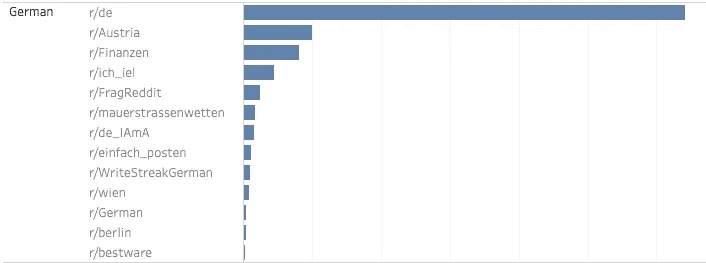 German r/de
r/Austria
r/Finanzen
r/ich_iel
r/FragReddit
r/mauerstrassenwetten
r/de_IAmA
r/einfach_posten
r/WriteStreakGerman
r/wien
r/German
r/berlin
r/bestware